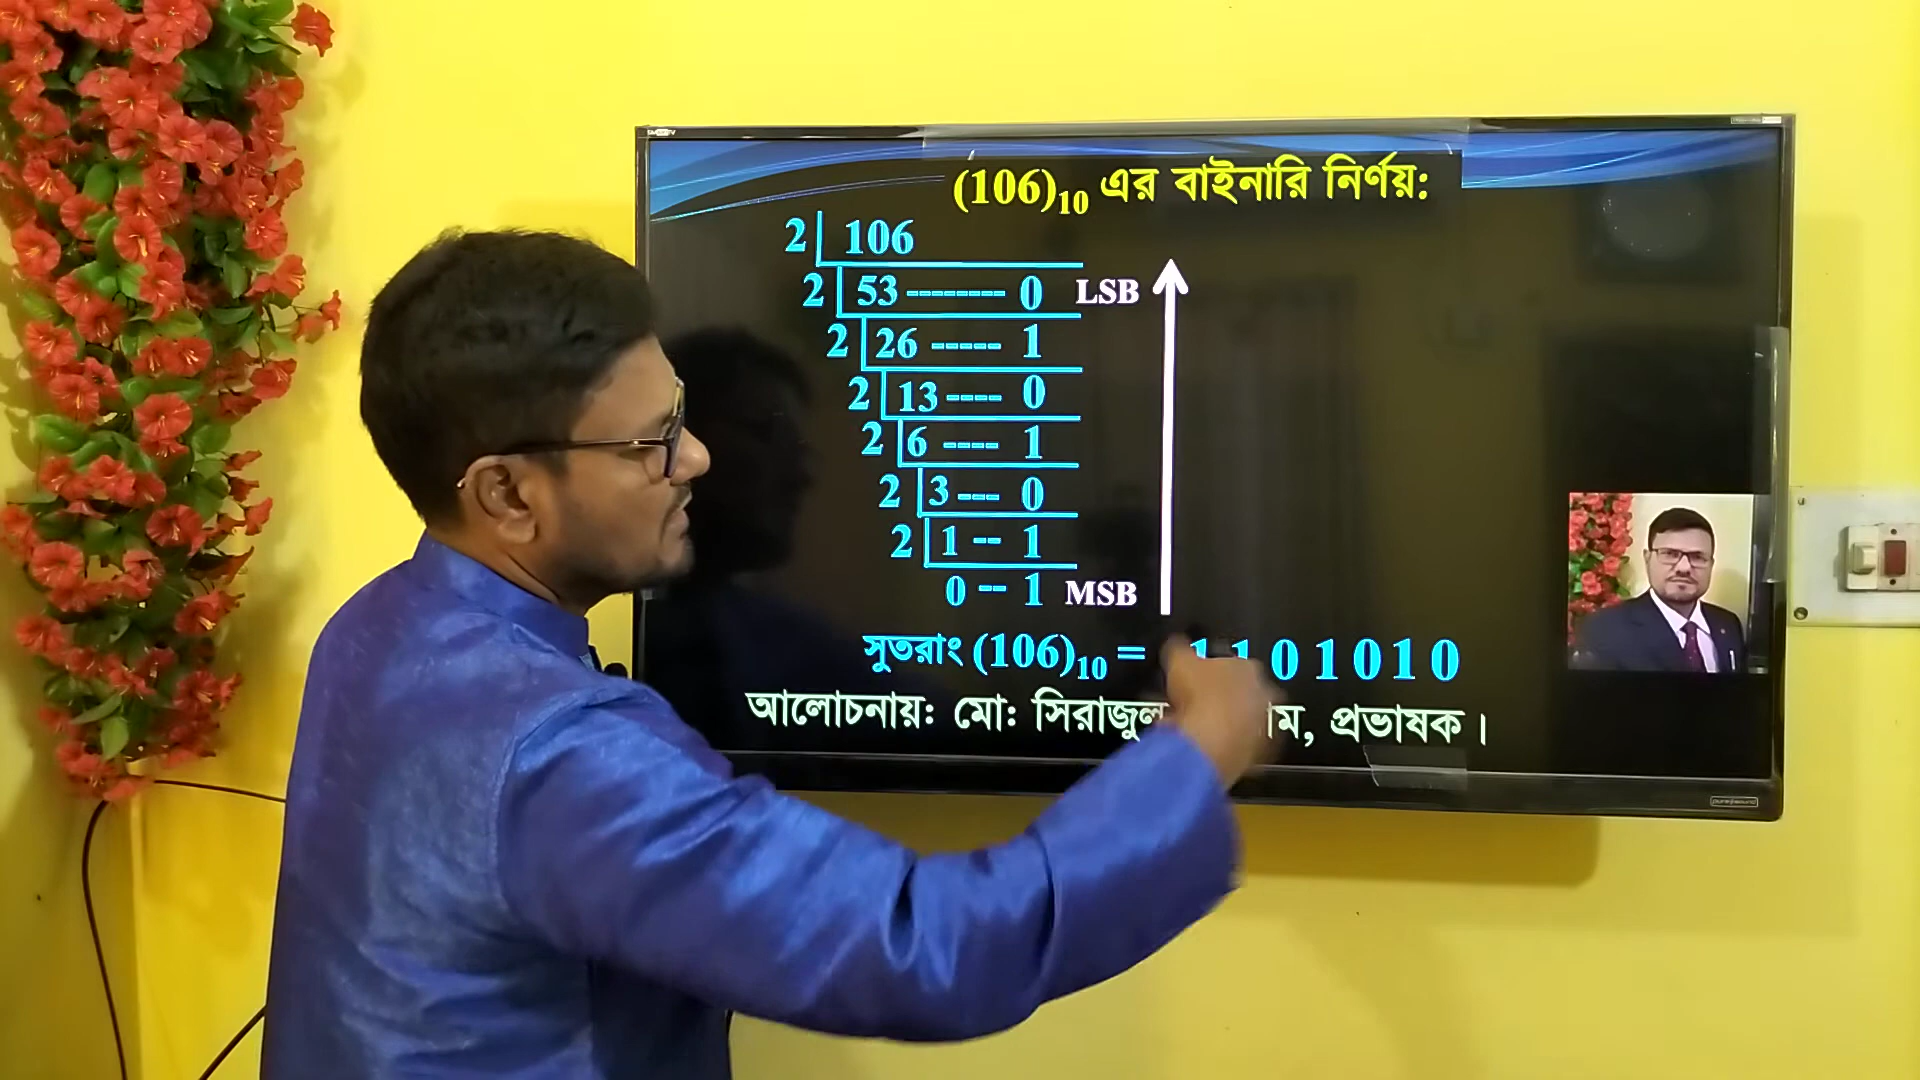 (106)10 এর বাইনারি নির্ণয়:
2 106
2 53 -------- 0 LSB
2 26 ----- 1
2 13 ---- 0
2 6 ---- 1
2 3 --- 0
2 1 -- 1
0 -- 1 MSB
সুতরাং (106)10 = 1 1 0 1 0 1 0
আলোচনায়ঃ মোঃ সিরাজুল প্রভাষক।